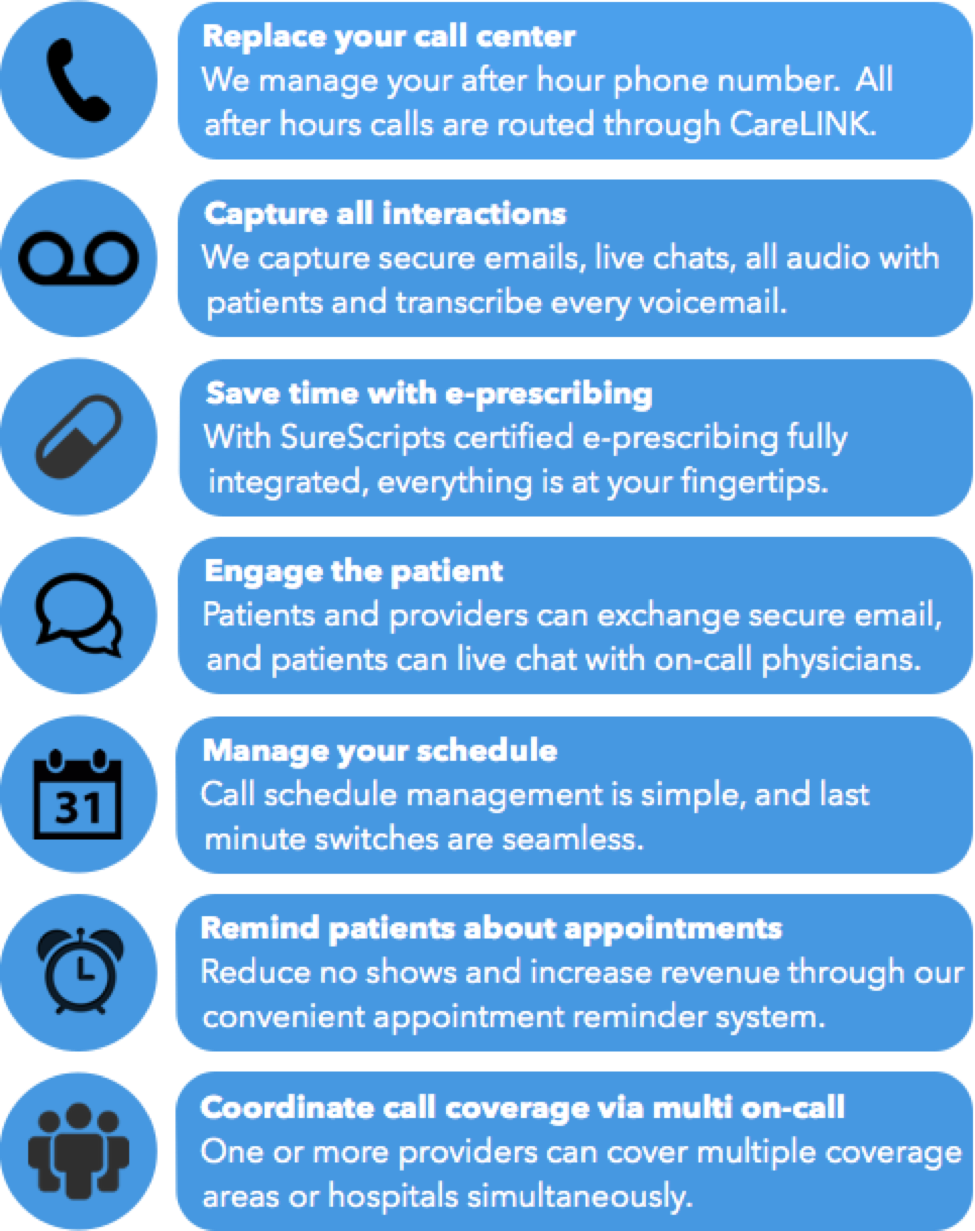 Replace your call center
We manage your after hour phone number.  All
after hours calls are routed through CareLINK.
Capture all interactions
We capture secure emails, live chats, all audio with
patients and transcribe every voicemail.
Save time with e-prescribing
With SureScripts certified e-prescribing fully
integrated, everything is at your fingertips.
Engage the patient
Patients and providers can exchange secure email,
and patients can live chat with on-call physicians.
31
Manage your schedule
Call schedule management is simple, and last
minute switches are seamless.
Remind patients about appointments
Reduce no shows and increase revenue through our
convenient appointment reminder system.
Coordinate call coverage via multi on-call
One or more providers can cover multiple coverage
areas or hospitals simultaneously.